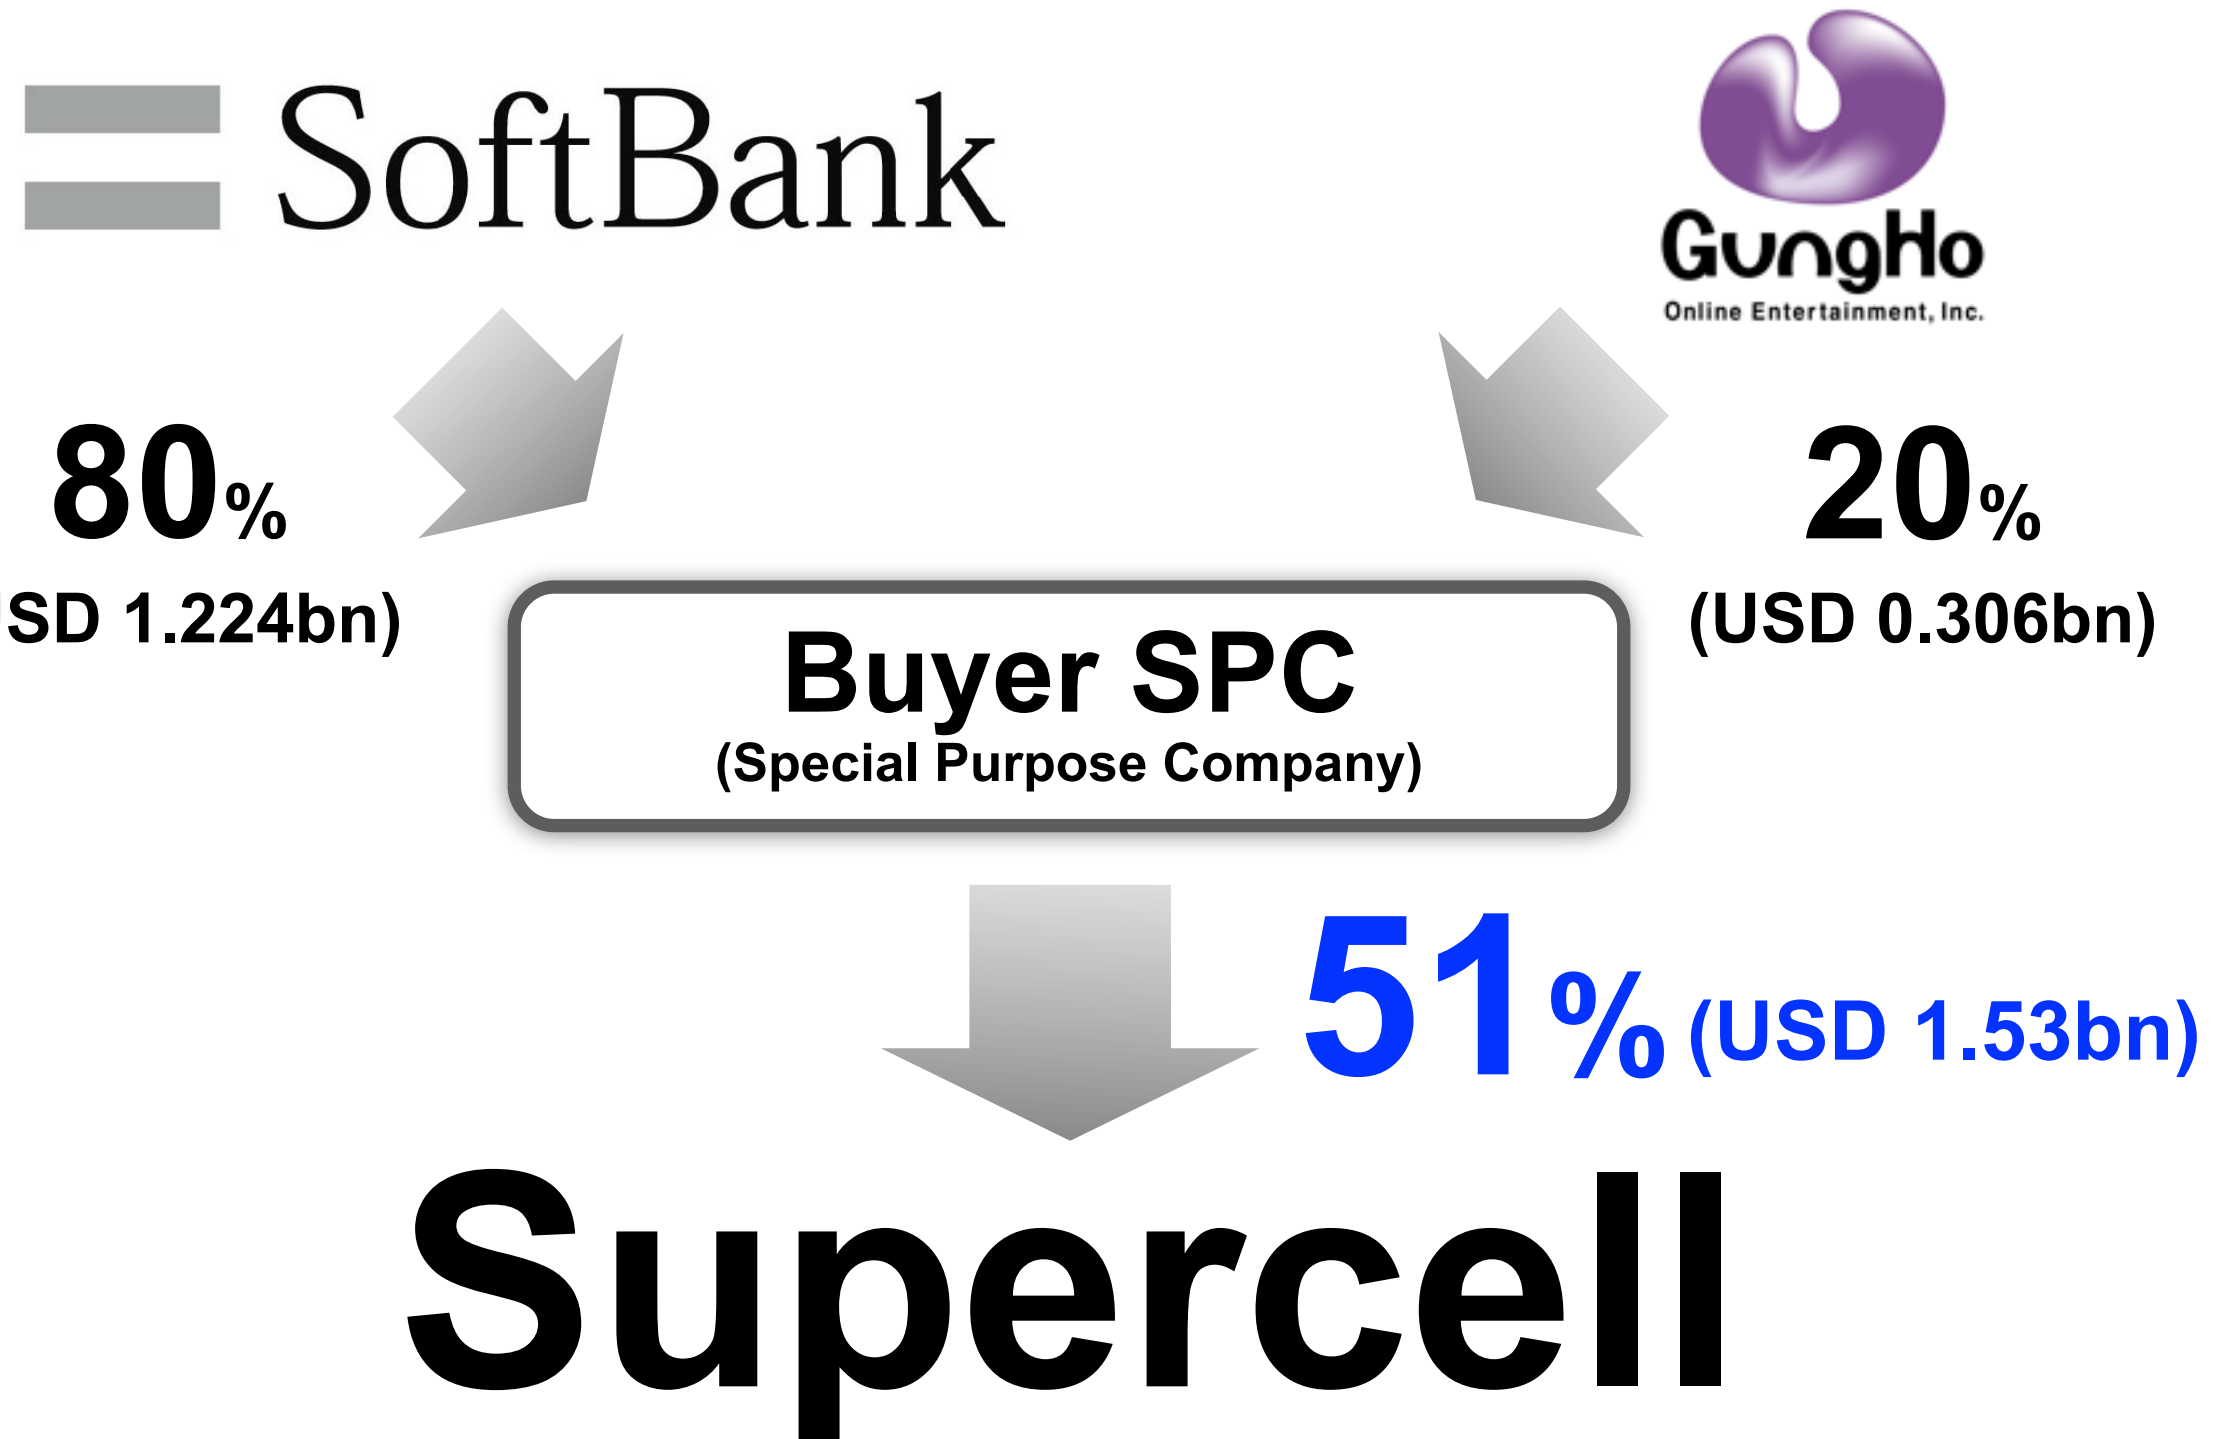 SoftBank
GungHo
Online Entertainment, Inc.
80%
20%
SD 1.224bn)
(USD 0.306bn)
Buyer SPC
(Special Purpose Company)
51% (USD 1.53bn)
Supercell